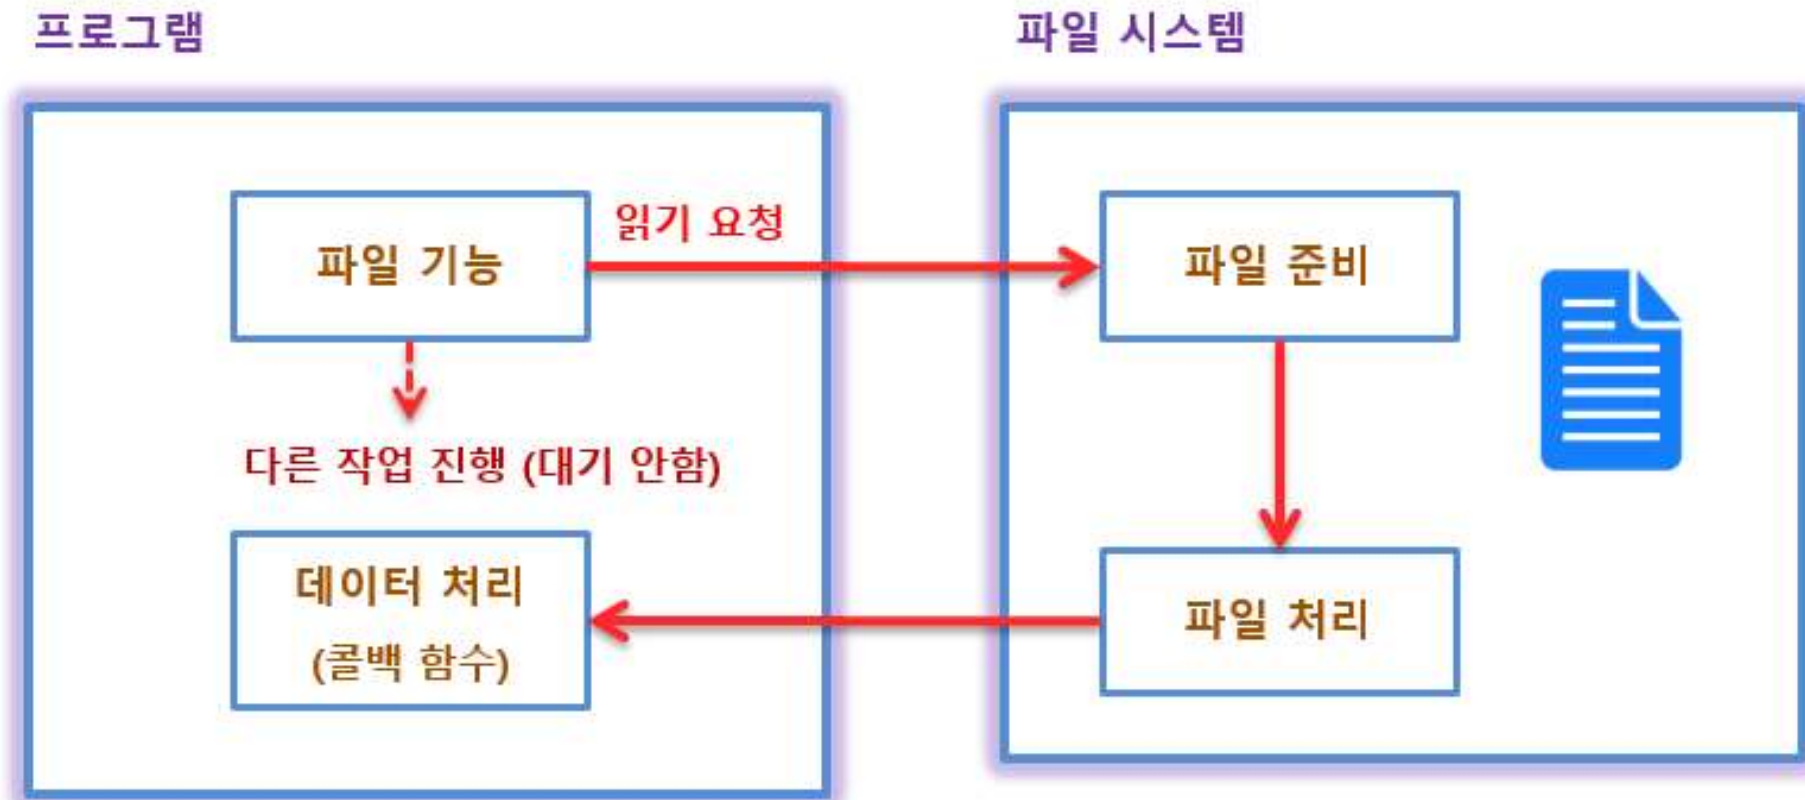 프로그램
파일 시스템
파일 기능
읽기 요청
파일 준비
다른 작업 진행 (대기 안함)
데이터 처리
(콜백 함수)
파일 처리